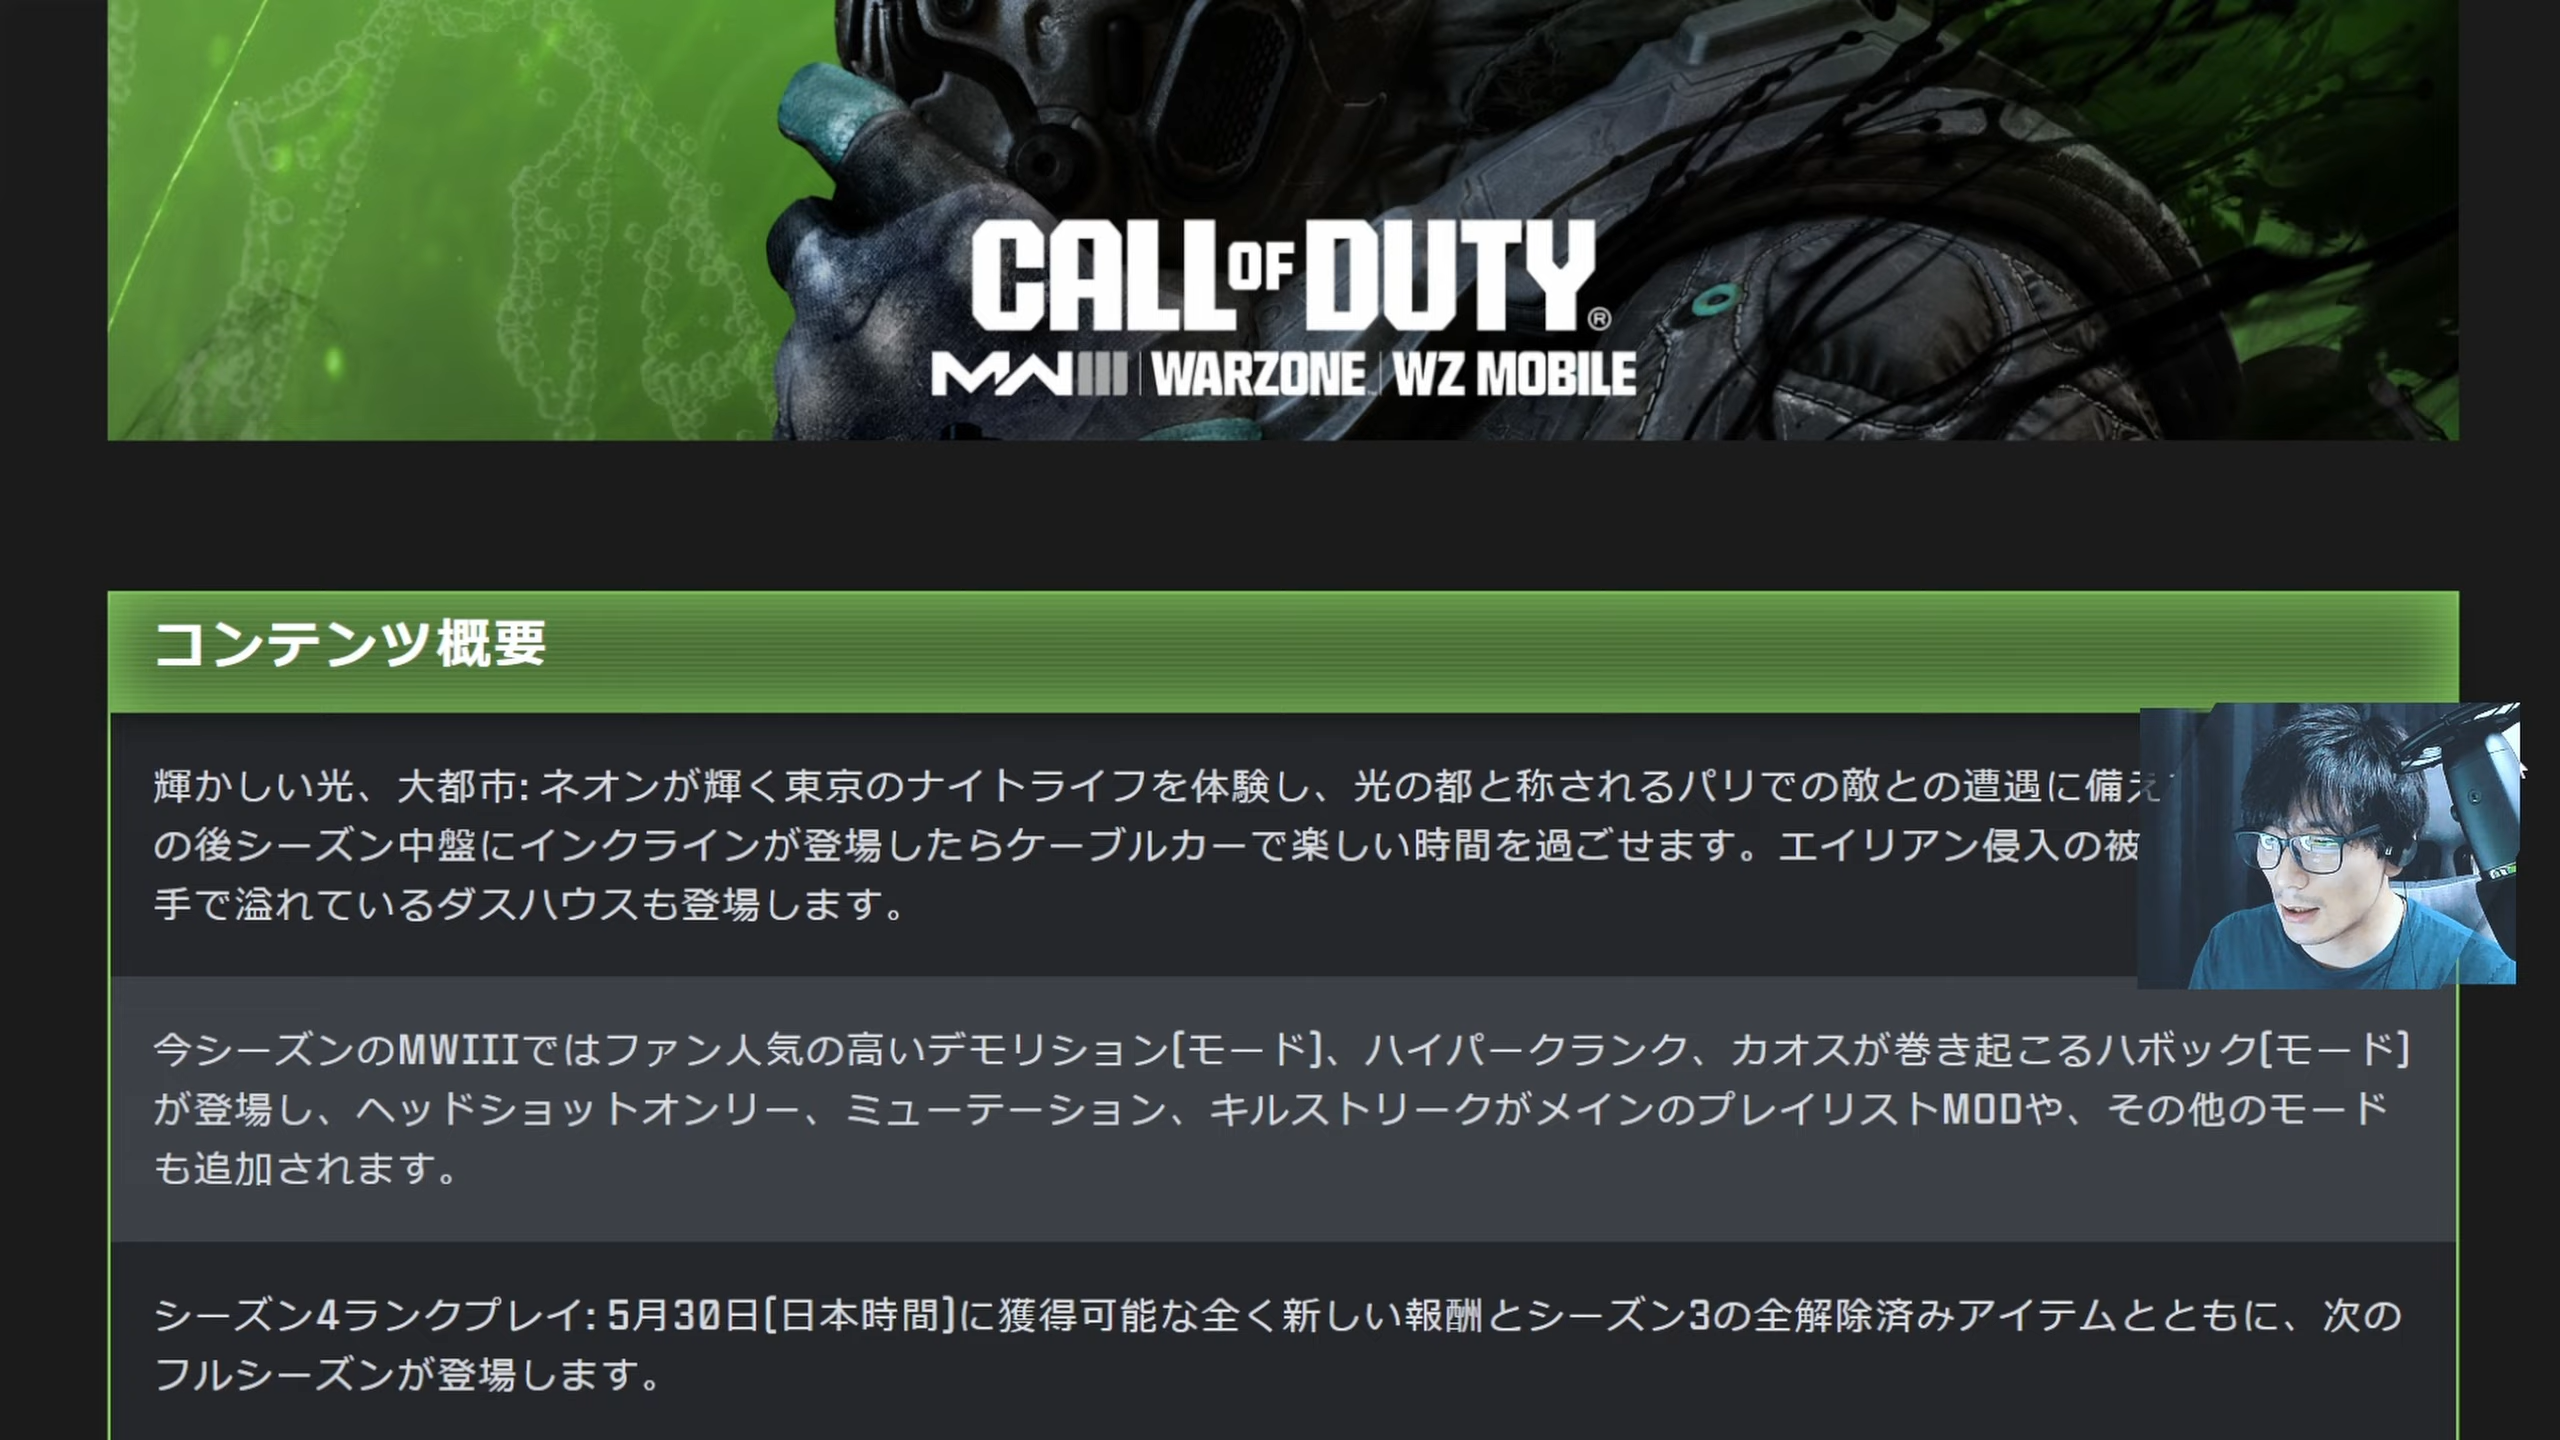 CALL OF DUTY®
MWIII | WARZONE | WZ MOBILE
コンテンツ概要
輝かしい光、大都市: ネオンが輝く東京のナイトライフを体験し、光の都と称されるパリでの敵との遭遇に備え
の後シーズン中盤にインクラインが登場したらケーブルカーで楽しい時間を過ごせます。エイリアン侵入の被
手で溢れているダスハウスも登場します。
今シーズンのMWIIIではファン人気の高いデモリション[モード]、ハイパークランク、カオスが巻き起こるハボック[モード]
が登場し、ヘッドショットオンリー、ミューテーション、キルストリークがメインのプレイリストMODや、その他のモード
も追加されます。
シーズン4ランクプレイ: 5月30日[日本時間]に獲得可能な全く新しい報酬とシーズン3の全解除済みアイテムとともに、次の
フルシーズンが登場します。